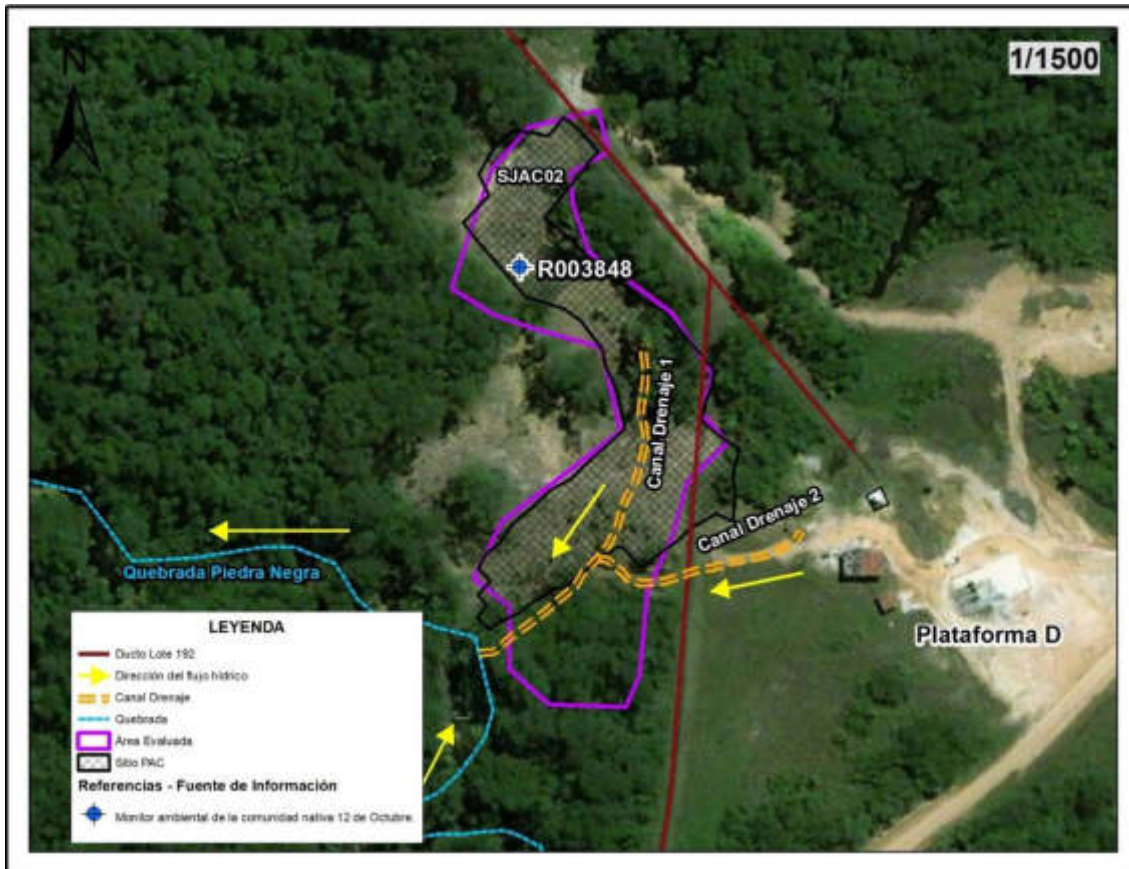 N
1/1500
SJAC02
R003848
Canal Drenaje 1
Canal Drenaje 2
Quebrada Piedra Negra
Plataforma D
LEYENDA
Ducto Lote 192
Dirección del flujo hídrico
Canal Drenaje
Quebrada
Área Evaluada
Sitio PAC
Referencias - Fuente de Información
Monitor ambiental de la comunidad nativa 12 de Octubre.